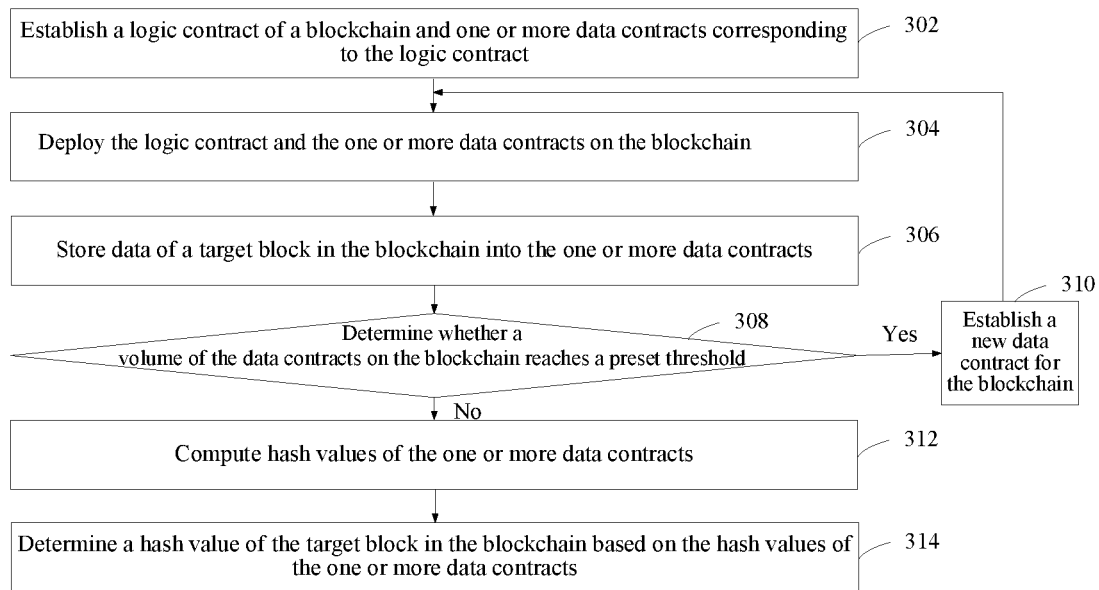 Establish a logic contract of a blockchain and one or more data contracts corresponding
to the logic contract
302
Deploy the logic contract and the one or more data contracts on the blockchain
304
Store data of a target block in the blockchain into the one or more data contracts
306
Determine whether a
volume of the data contracts on the blockchain reaches a preset threshold
308
Yes
310
Establish a
new data
contract for
the blockchain
No
Compute hash values of the one or more data contracts
312
Determine a hash value of the target block in the blockchain based on the hash values of
the one or more data contracts
314